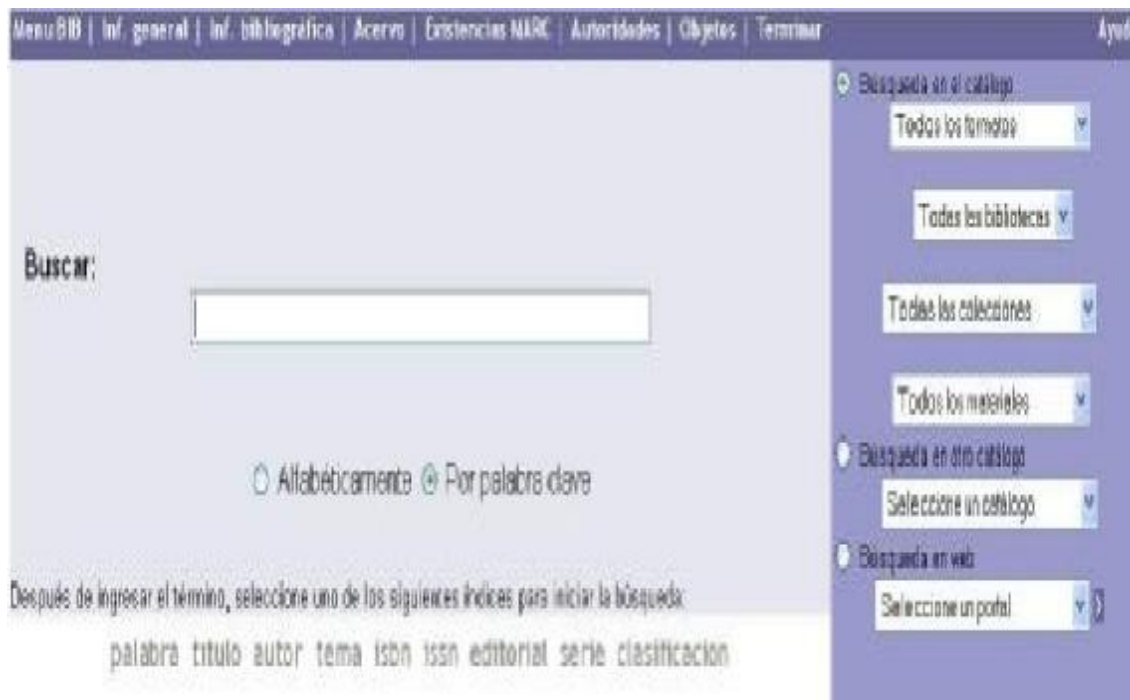 Menu BIB | Inf. general | Inf. bibliográfica | Acervo | Existencias MARC | Autoridades | Objetos | Terminar Ayud
Búsqueda en el catálogo
Todos los formatos
Todas las bibliotecas
Buscar:
Todas las colecciones
Todos los materiales
Búsqueda en otro catálogo
Alfabéticamente Por palabra clave
Seleccione un catálogo
Búsqueda en web
Después de ingresar el término, seleccione uno de los siguientes índices para iniciar la búsqueda:
Seleccione un portal
palabra titulo autor tema isbn issn editorial serie clasificacion